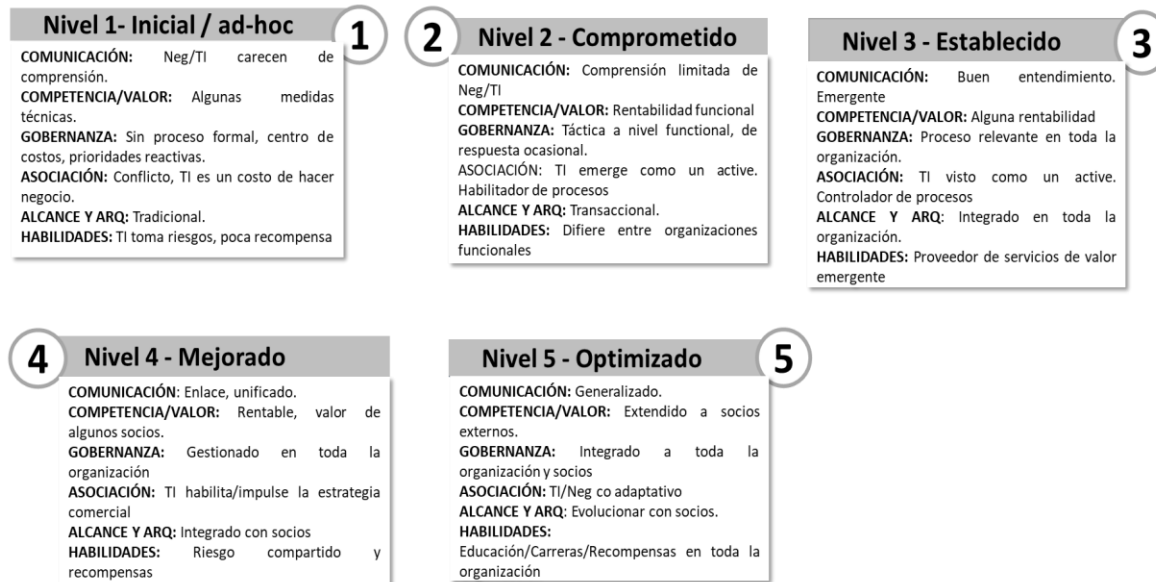 Nivel 1- Inicial / ad-hoc
1
COMUNICACIÓN: Neg/TI carecen de
comprensión.
COMPETENCIA/VALOR: Algunas medidas
técnicas.
GOBERNANZA: Sin proceso formal, centro de
costos, prioridades reactivas.
ASOCIACIÓN: Conflicto, TI es un costo de hacer
negocio.
ALCANCE Y ARQ: Tradicional.
HABILIDADES: TI toma riesgos, poca recompensa
2
Nivel 2 - Comprometido
COMUNICACIÓN: Comprensión limitada de
Neg/TI
COMPETENCIA/VALOR: Rentabilidad funcional
GOBERNANZA: Táctica a nivel functional, de
respuesta ocasional.
ASOCIACIÓN: TI emerge como un active.
Habilitador de procesos
ALCANCE Y ARQ: Transaccional.
HABILIDADES: Difiere entre organizaciones
funcionales
Nivel 3 - Establecido
3
COMUNICACIÓN: Buen entendimiento.
Emergente
COMPETENCIA/VALOR: Alguna rentabilidad
GOBERNANZA: Proceso relevante en toda la
organización.
ASOCIACIÓN: TI visto como un active.
Controlador de procesos
ALCANCE Y ARQ: Integrado en toda la
organización.
HABILIDADES: Proveedor de servicios de valor
emergente
4
Nivel 4 - Mejorado
COMUNICACIÓN: Enlace, unificado.
COMPETENCIA/VALOR: Rentable, valor de
algunos socios.
GOBERNANZA: Gestionado en toda la
organización
ASOCIACIÓN: TI habilita/impulse la estrategia
comercial
ALCANCE Y ARQ: Integrado con socios
HABILIDADES: Riesgo compartido y
recompensas
Nivel 5 - Optimizado
5
COMUNICACIÓN: Generalizado.
COMPETENCIA/VALOR: Extendido a socios
externos.
GOBERNANZA: Integrado a toda la
organización y socios
ASOCIACIÓN: TI/Neg co adaptativo
ALCANCE Y ARQ: Evolucionar con socios.
HABILIDADES:
Educación/Carreras/Recompensas en toda la
organización